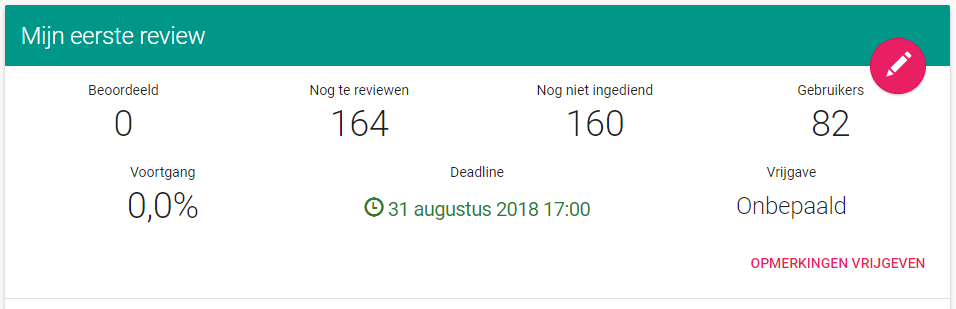 Mijn eerste review
Beoordeeld Nog te reviewen Nog niet ingediend Gebruikers
0 164 160 82
Voortgang Deadline Vrijgave
0,0% 31 augustus 2018 17:00 Onbepaald
OPMERKINGEN VRIJGEVEN